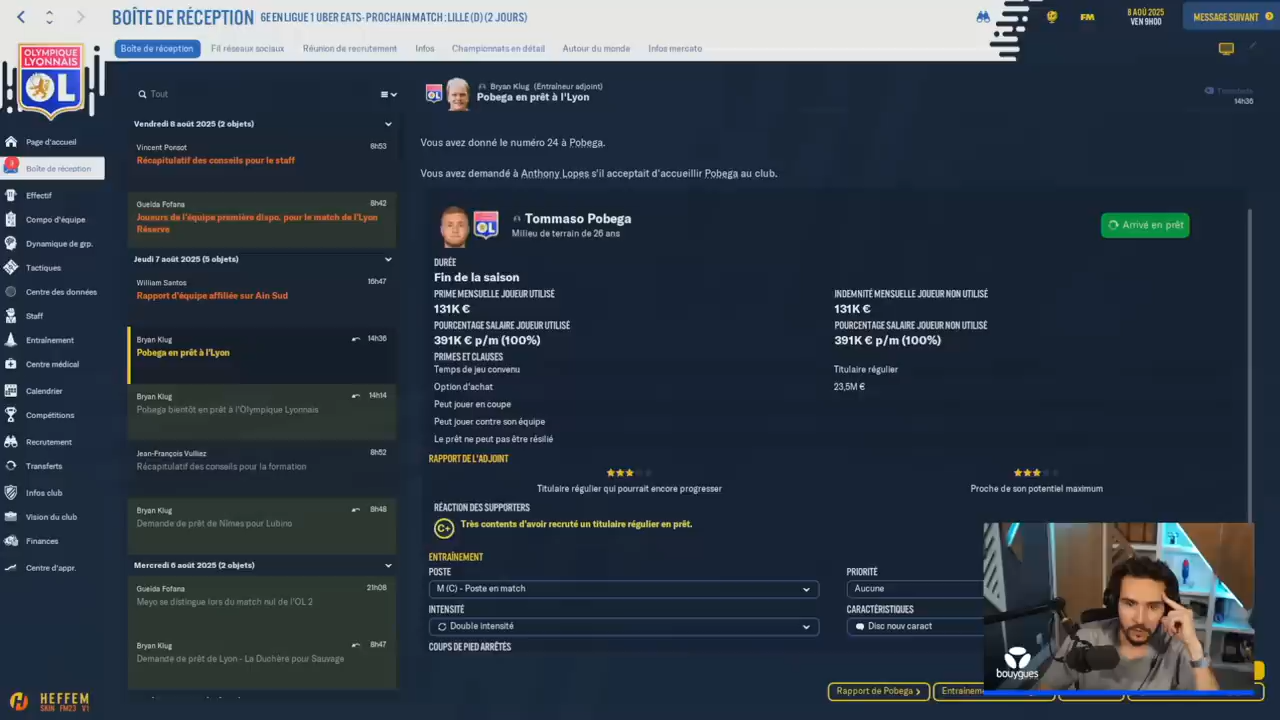 BOÎTE DE RÉCEPTION
6E EN LIGUE 1 UBER EATS - PROCHAIN MATCH : LILLE (D) (2 JOURS)
FM
8 AOÛ 2025
VEN 9H00
MESSAGE SUIVANT
Boîte de réception
Fil réseaux sociaux
Réunion de recrutement
Infos
Championnats en détail
Autour du monde
Infos mercato
OLYMPIQUE
LYONNAIS
OL
Page d'accueil
3
Boîte de réception
Effectif
Compo d'équipe
Dynamique de grp.
Tactiques
Centre des données
Staff
Entraînement
Centre médical
Calendrier
Compétitions
Recrutement
Transferts
Infos club
Vision du club
Finances
Centre d'appr.
HEFFEM
SKIN FM23 V1
Tout
Vendredi 8 août 2025 (2 objets)
Vincent Ponsot
8h53
Récapitulatif des conseils pour le staff
Gueïda Fofana
8h42
Joueurs de l'équipe première dispo. pour le match de l'Lyon
Réserve
Jeudi 7 août 2025 (5 objets)
William Santos
16h47
Rapport d'équipe affiliée sur Ain Sud
Bryan Klug
14h36
Pobega en prêt à l'Lyon
Bryan Klug
14h14
Pobega bientôt en prêt à l'Olympique Lyonnais
Jean-François Vulliez
8h52
Récapitulatif des conseils pour la formation
Bryan Klug
8h48
Demande de prêt de Nîmes pour Lubino
Mercredi 6 août 2025 (2 objets)
Gueïda Fofana
21h08
Meyo se distingue lors du match nul de l'OL 2
Bryan Klug
8h47
Demande de prêt de Lyon - La Duchère pour Sauvage
Bryan Klug (Entraîneur adjoint)
Pobega en prêt à l'Lyon
14h36
Vous avez donné le numéro 24 à Pobega.
Vous avez demandé à Anthony Lopes s'il acceptait d'accueillir Pobega au club.
Tommaso Pobega
Milieu de terrain de 26 ans
Arrivé en prêt
DURÉE
Fin de la saison
PRIME MENSUELLE JOUEUR UTILISÉ
131K €
POURCENTAGE SALAIRE JOUEUR UTILISÉ
391K € p/m (100%)
INDEMNITÉ MENSUELLE JOUEUR NON UTILISÉ
131K €
POURCENTAGE SALAIRE JOUEUR NON UTILISÉ
391K € p/m (100%)
PRIMES ET CLAUSES
Temps de jeu convenu
Titulaire régulier
Option d'achat
23,5M €
Peut jouer en coupe
Peut jouer contre son équipe
Le prêt ne peut pas être résilié
RAPPORT DE L'ADJOINT
Titulaire régulier qui pourrait encore progresser
Proche de son potentiel maximum
RÉACTION DES SUPPORTERS
C+
Très contents d'avoir recruté un titulaire régulier en prêt.
ENTRAÎNEMENT
POSTE
M (C) - Poste en match
PRIORITÉ
Aucune
INTENSITÉ
Double intensité
CARACTÉRISTIQUES
Disc nouv caract
COUPS DE PIED ARRÊTÉS
bouygues
Rapport de Pobega